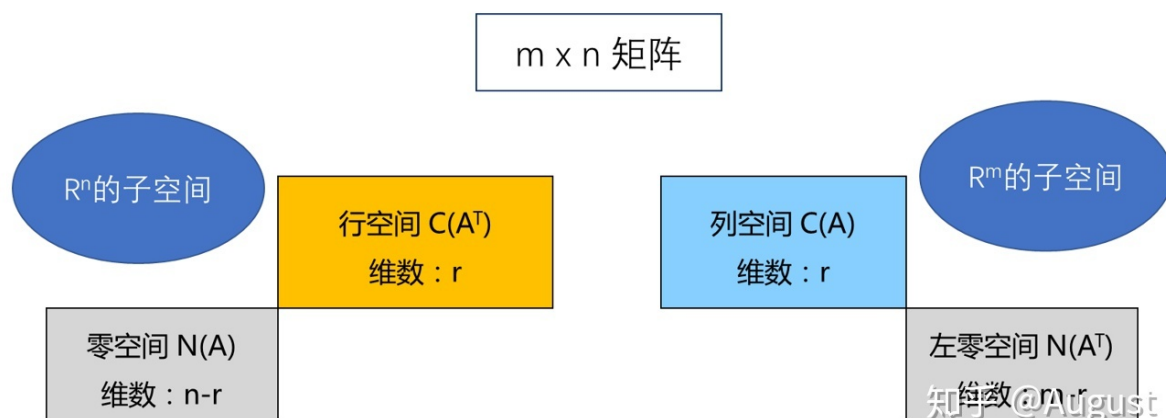 m x n 矩阵
Rⁿ的子空间
Rᵐ的子空间
行空间 C(Aᵀ)
维数：r
列空间 C(A)
维数：r
零空间 N(A)
维数：n-r
左零空间 N(Aᵀ)
维数：m-r
知乎 @August